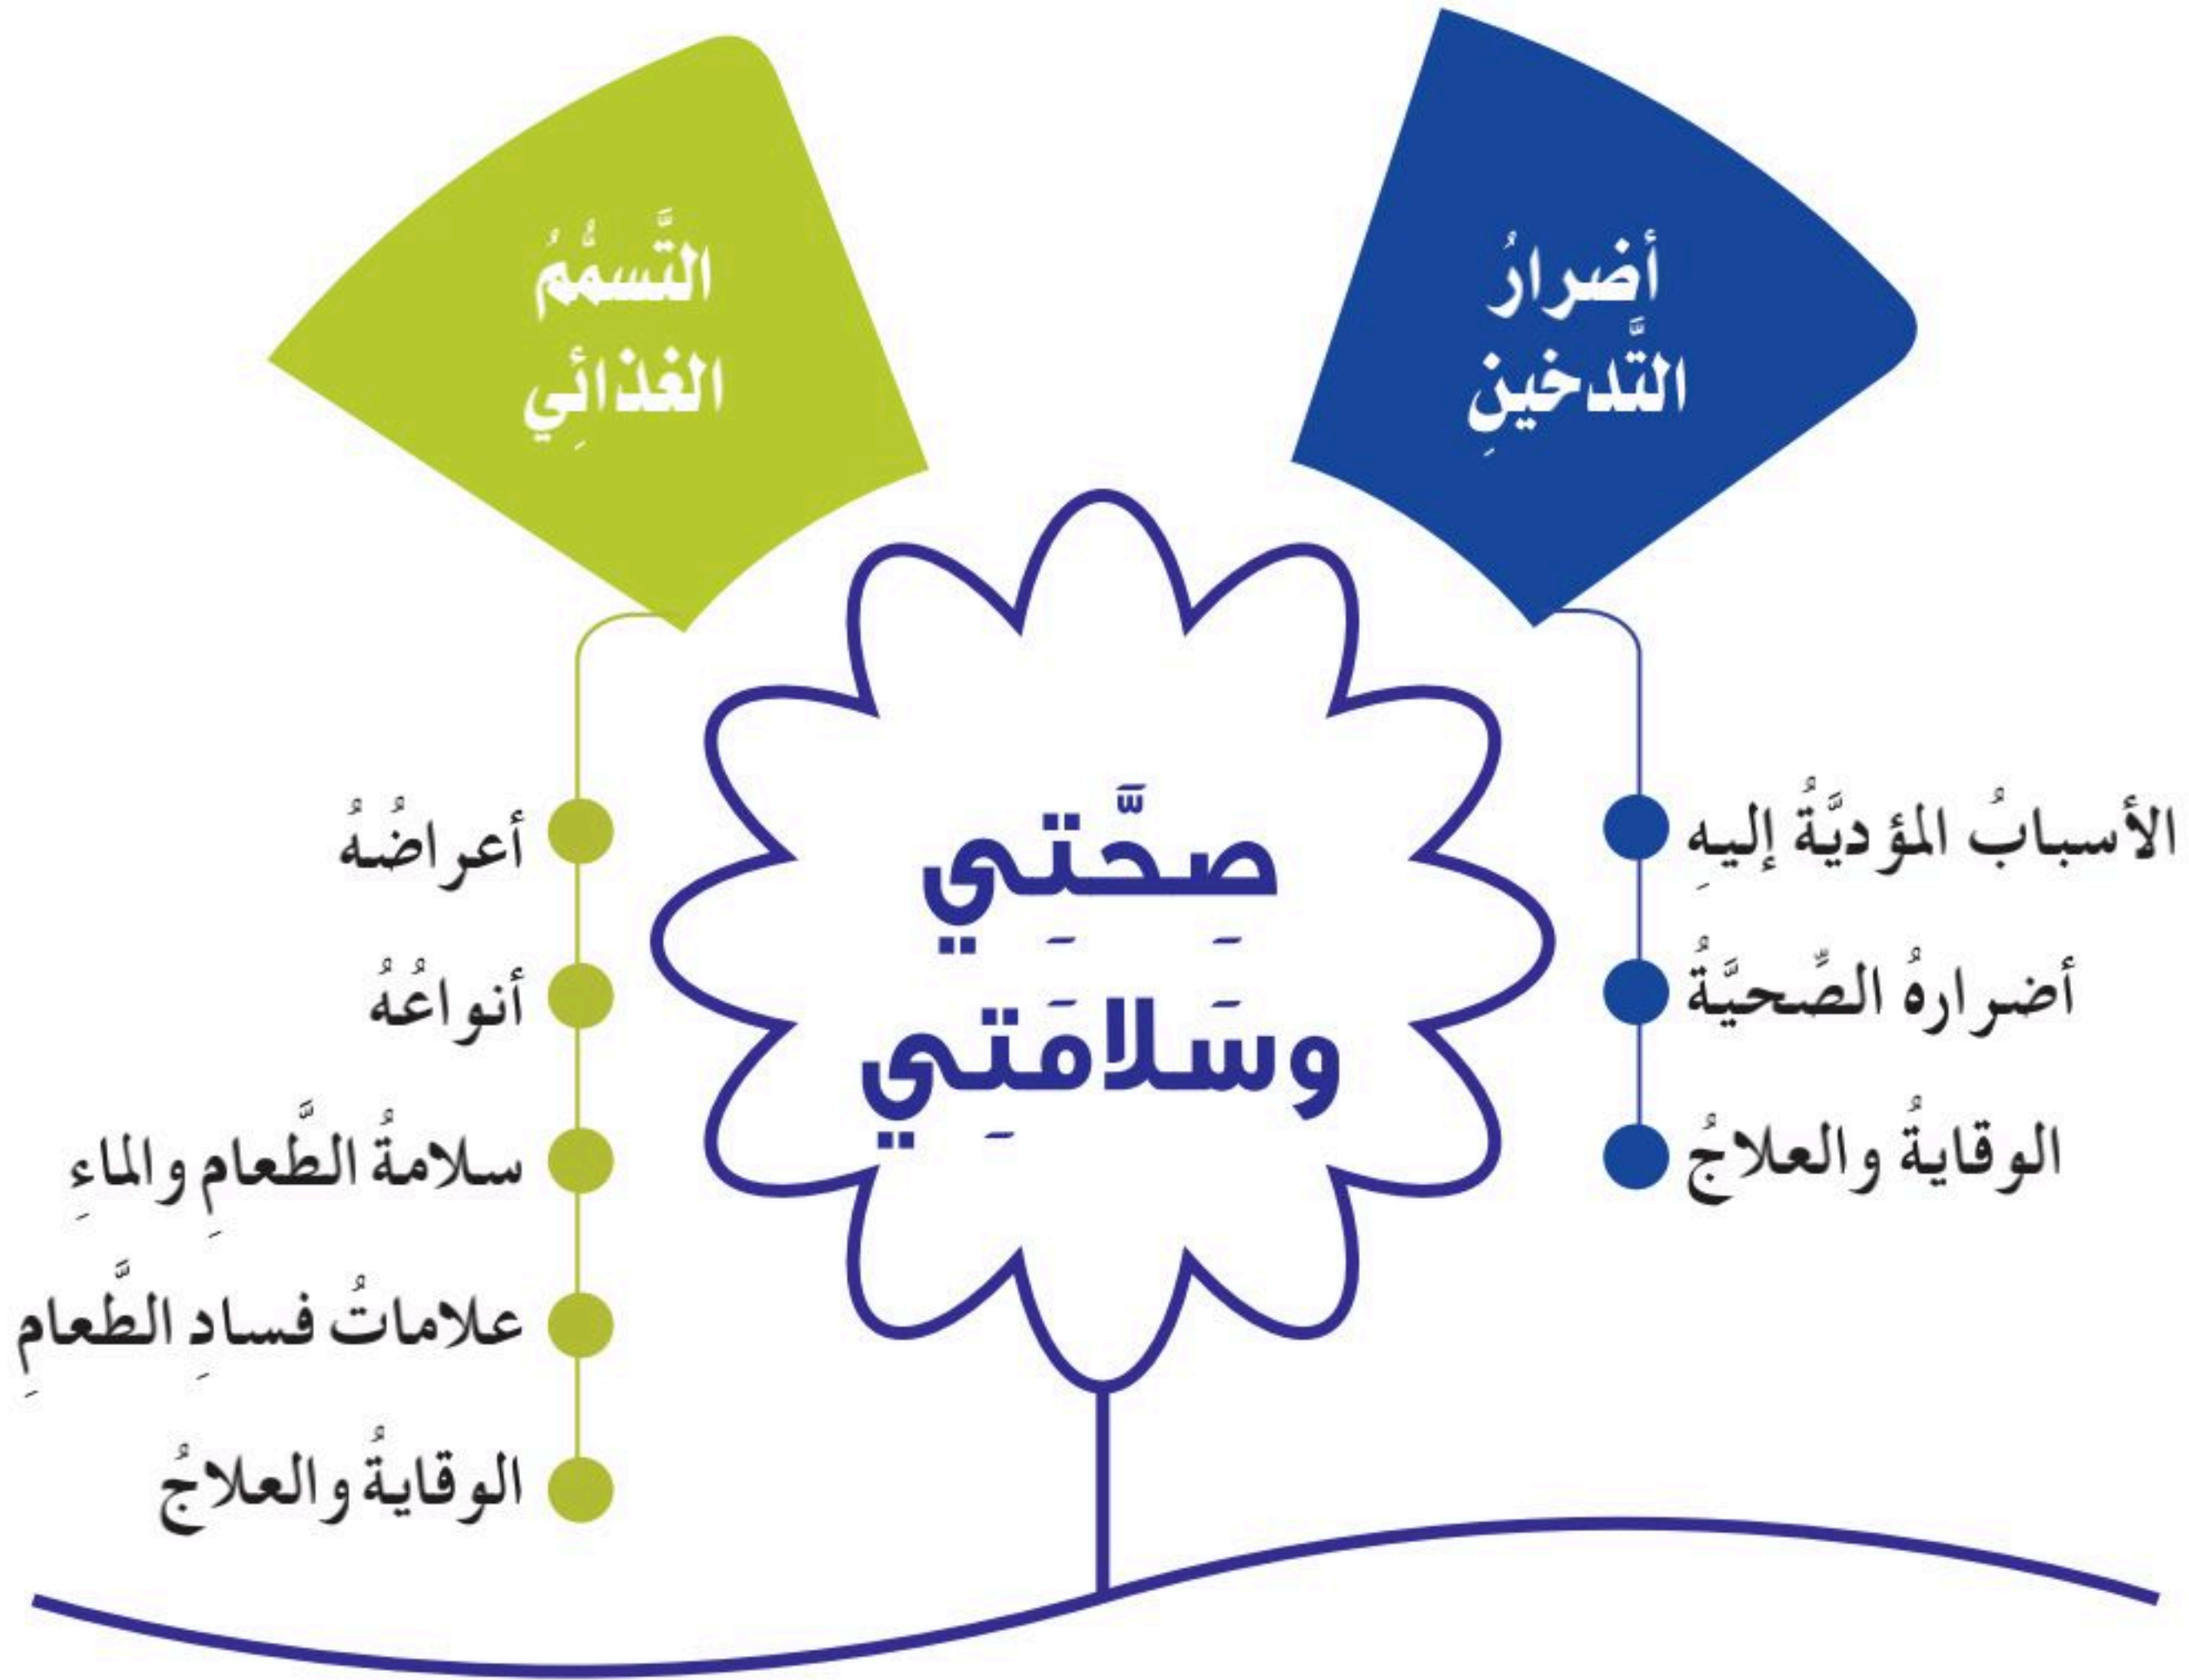 أضرارُ
التَّدخينِ
الأسبابُ المؤديَّةُ إليهِ
أضرارهُ الصِّحيَّةُ
الوقايةُ والعلاجُ
صِحَّتِي
وسَلامَتِي
التَّسمُّمُ
الغذائِي
أعراضُهُ
أنواعُهُ
سلامةُ الطَّعامِ والماءِ
علاماتُ فسادِ الطَّعامِ
الوقايةُ والعلاجُ